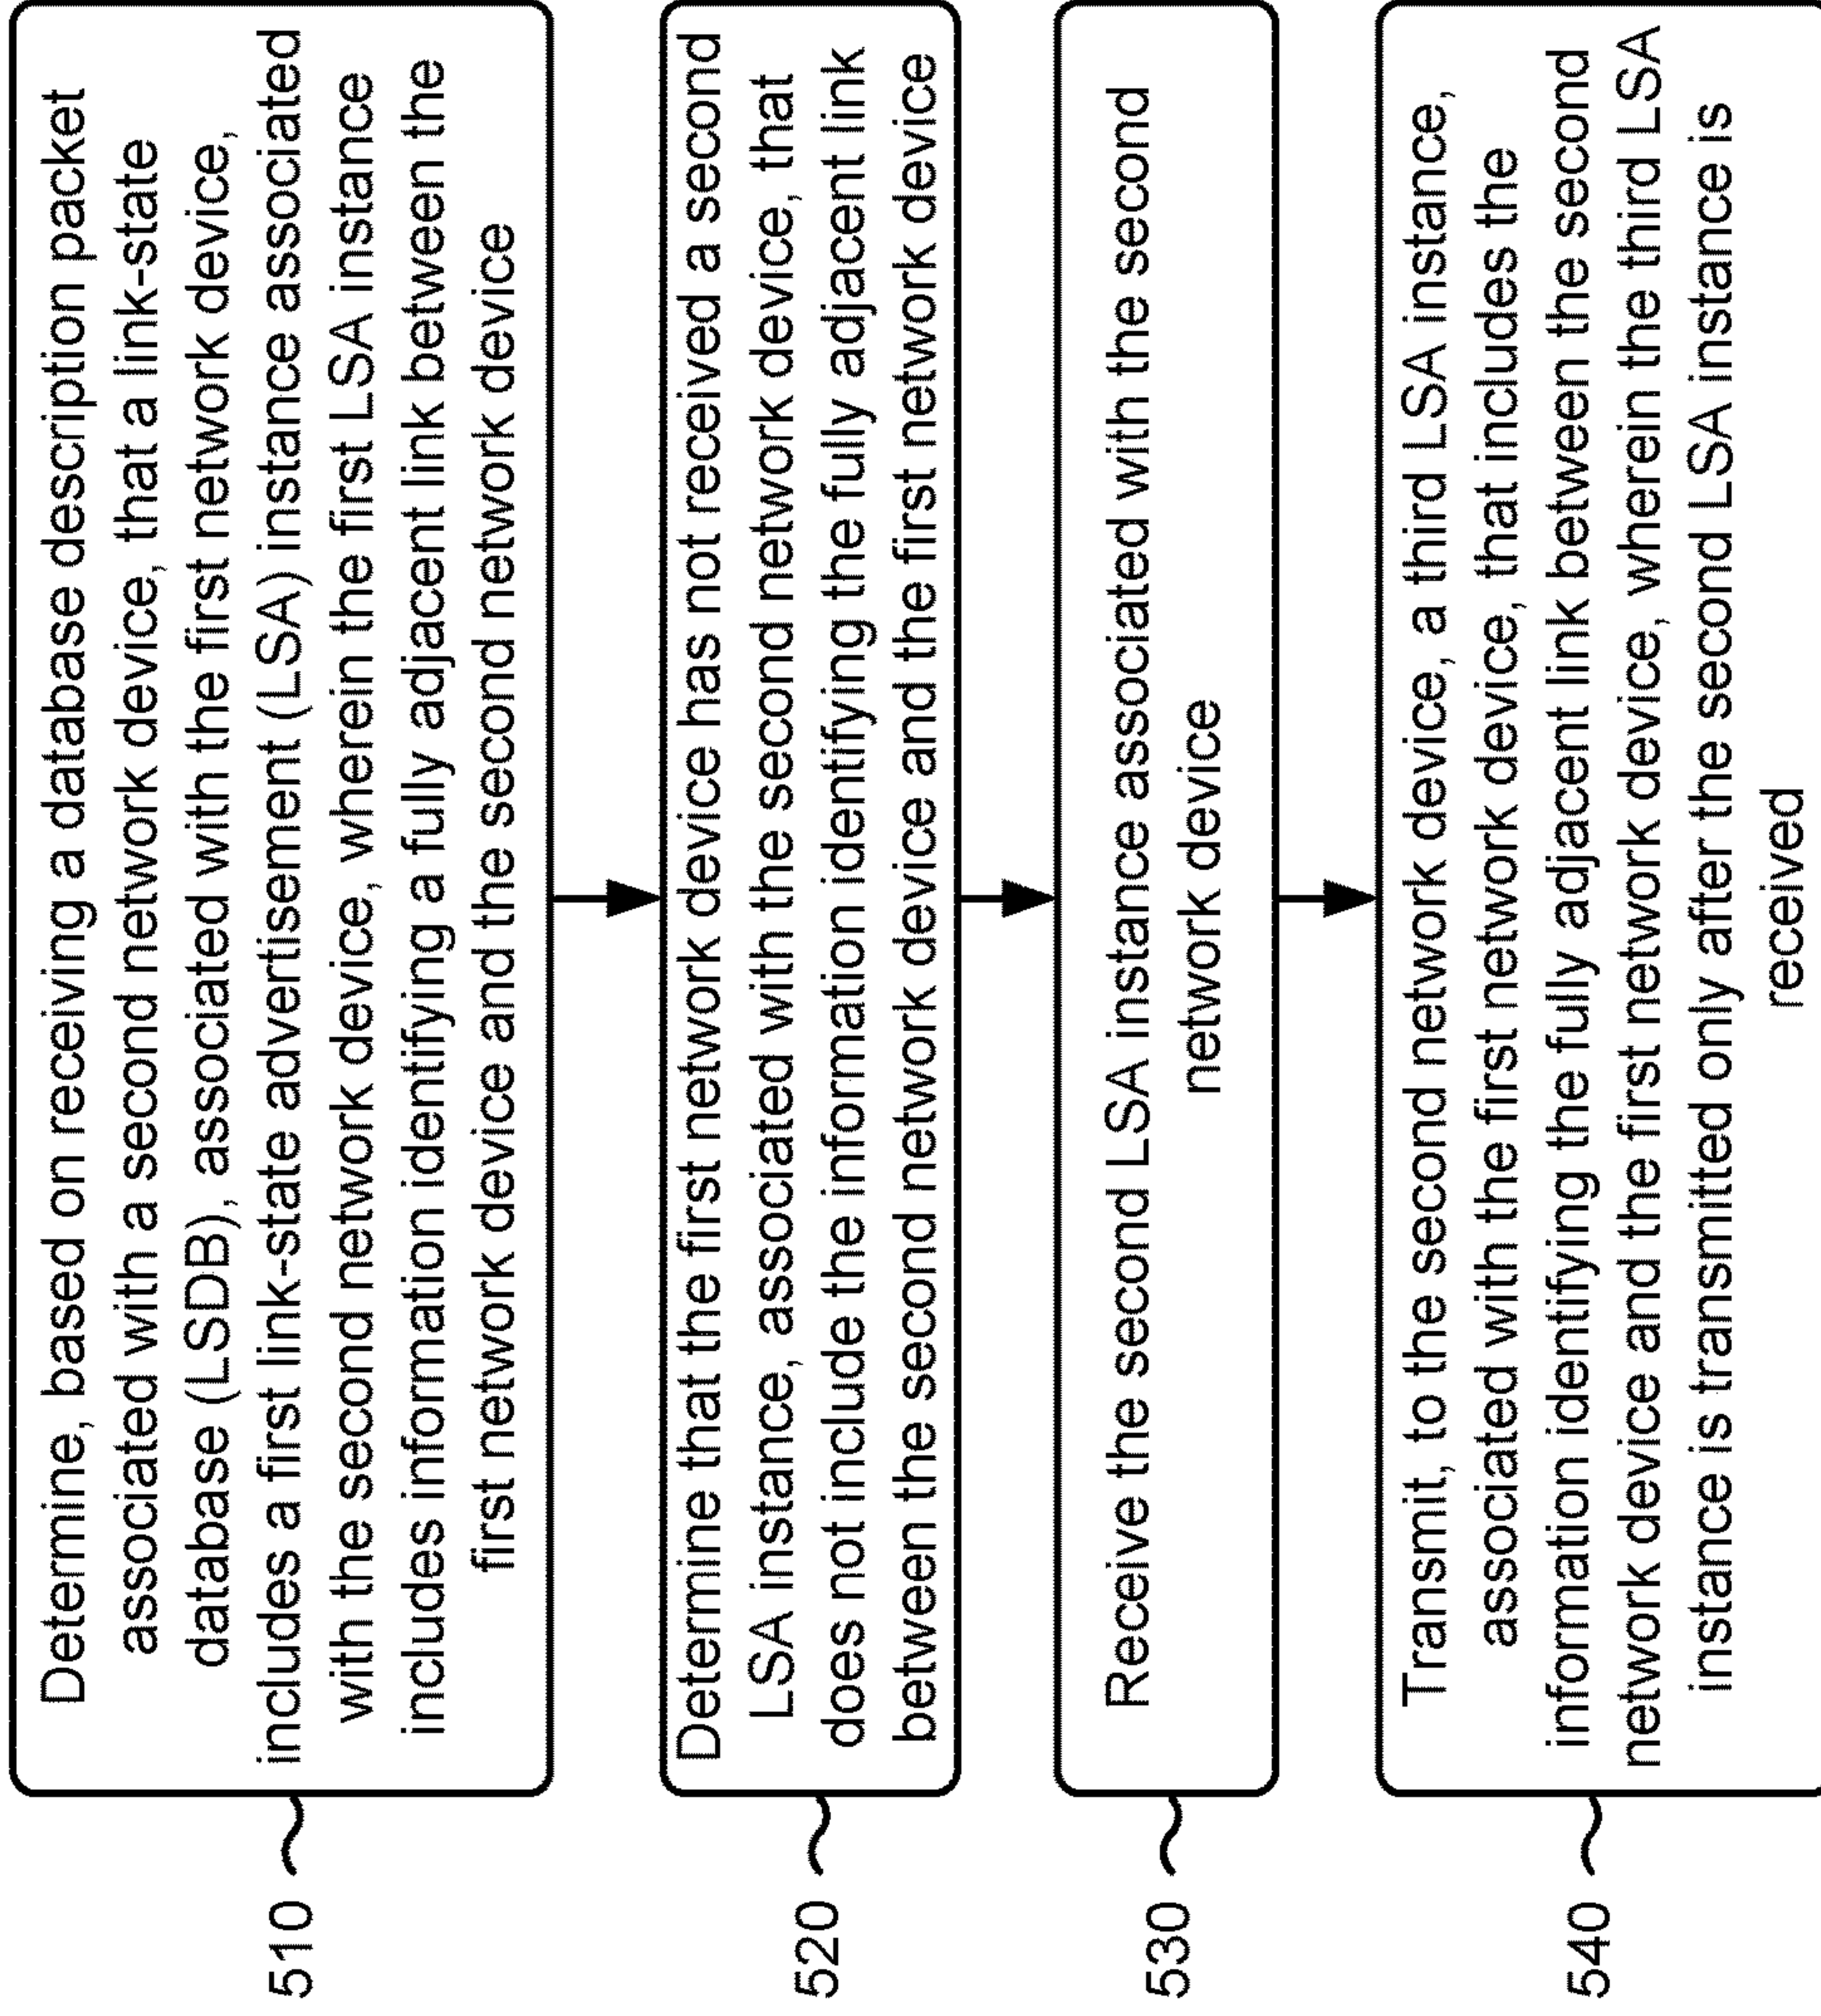 510
Determine, based on receiving a database description packet
associated with a second network device, that a link-state
database (LSDB), associated with the first network device,
includes a first link-state advertisement (LSA) instance associated
with the second network device, wherein the first LSA instance
includes information identifying a fully adjacent link between the
first network device and the second network device
520
Determine that the first network device has not received a second
LSA instance, associated with the second network device, that
does not include the information identifying the fully adjacent link
between the second network device and the first network device
530
Receive the second LSA instance associated with the second
network device
540
Transmit, to the second network device, a third LSA instance,
associated with the first network device, that includes the
information identifying the fully adjacent link between the second
network device and the first network device, wherein the third LSA
instance is transmitted only after the second LSA instance is
received